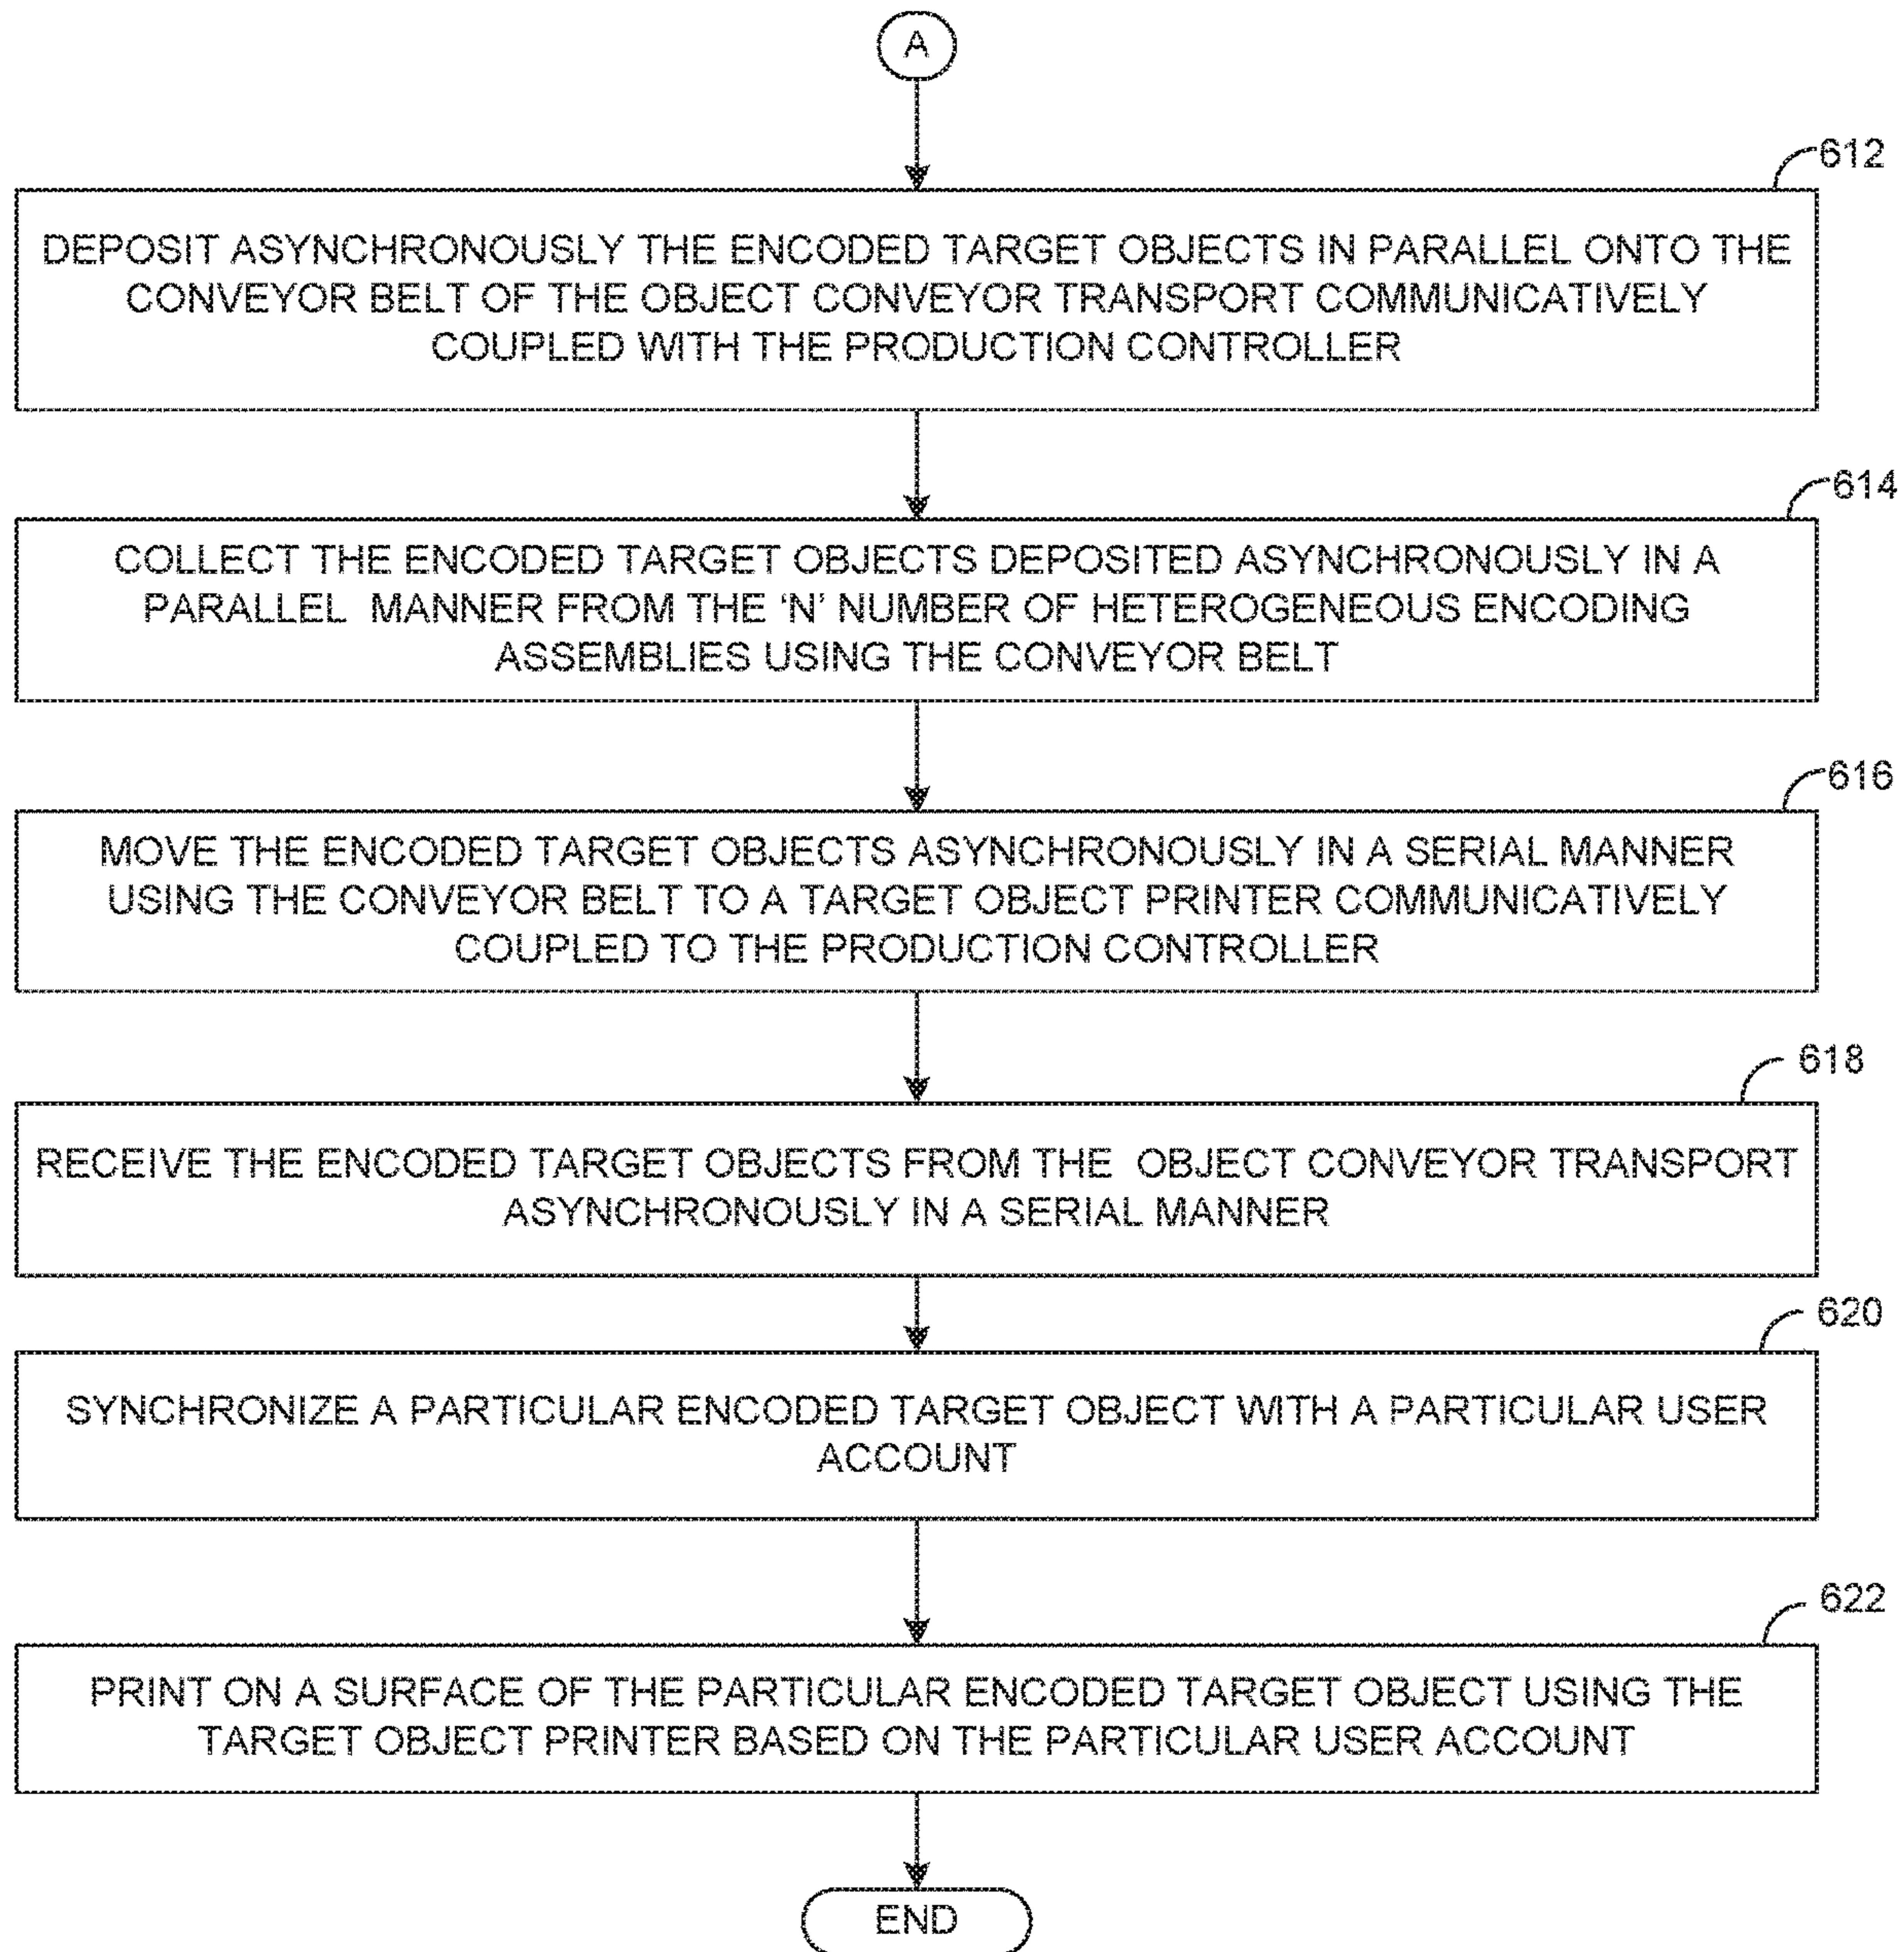 A
612
DEPOSIT ASYNCHRONOUSLY THE ENCODED TARGET OBJECTS IN PARALLEL ONTO THE
CONVEYOR BELT OF THE OBJECT CONVEYOR TRANSPORT COMMUNICATIVELY
COUPLED WITH THE PRODUCTION CONTROLLER
614
COLLECT THE ENCODED TARGET OBJECTS DEPOSITED ASYNCHRONOUSLY IN A
PARALLEL MANNER FROM THE ‘N’ NUMBER OF HETEROGENEOUS ENCODING
ASSEMBLIES USING THE CONVEYOR BELT
616
MOVE THE ENCODED TARGET OBJECTS ASYNCHRONOUSLY IN A SERIAL MANNER
USING THE CONVEYOR BELT TO A TARGET OBJECT PRINTER COMMUNICATIVELY
COUPLED TO THE PRODUCTION CONTROLLER
618
RECEIVE THE ENCODED TARGET OBJECTS FROM THE OBJECT CONVEYOR TRANSPORT
ASYNCHRONOUSLY IN A SERIAL MANNER
620
SYNCHRONIZE A PARTICULAR ENCODED TARGET OBJECT WITH A PARTICULAR USER
ACCOUNT
622
PRINT ON A SURFACE OF THE PARTICULAR ENCODED TARGET OBJECT USING THE
TARGET OBJECT PRINTER BASED ON THE PARTICULAR USER ACCOUNT
END